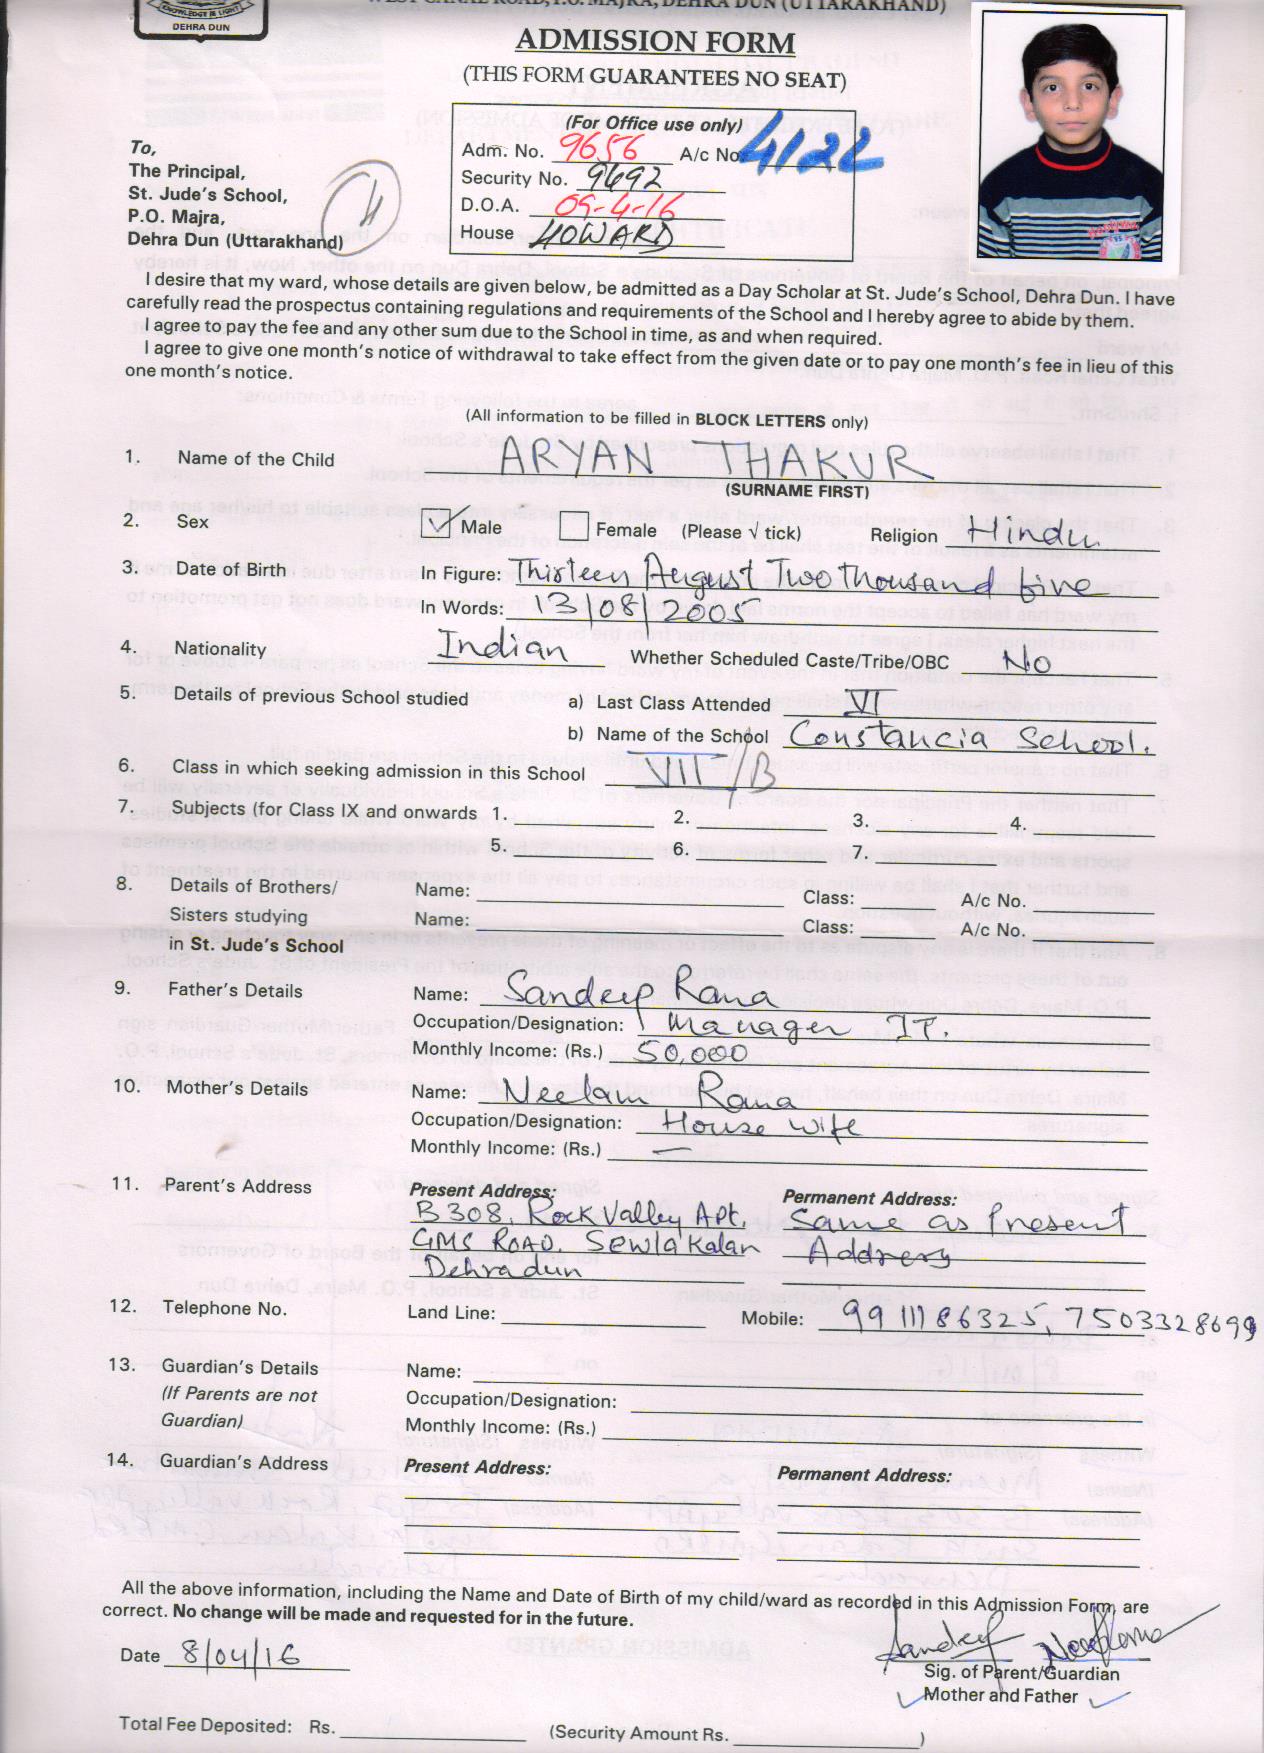 KNOWLEDGE IS LIGHT
DEHRA DUN
WEST CANAL ROAD, P.O. MAJRA, DEHRA DUN (UTTARAKHAND)
ADMISSION FORM
(THIS FORM GUARANTEES NO SEAT)
(For Office use only)
Adm. No. 9656 A/c No. 4122
Security No. 9692
D.O.A. 09-4-16
House HOWARD
To,
The Principal,
St. Jude's School,
P.O. Majra,
Dehra Dun (Uttarakhand)
I desire that my ward, whose details are given below, be admitted as a Day Scholar at St. Jude's School, Dehra Dun. I have
carefully read the prospectus containing regulations and requirements of the School and I hereby agree to abide by them.
I agree to pay the fee and any other sum due to the School in time, as and when required.
I agree to give one month's notice of withdrawal to take effect from the given date or to pay one month's fee in lieu of this
one month's notice.
(All information to be filled in BLOCK LETTERS only)
1. Name of the Child ARYAN THAKUR
(SURNAME FIRST)
2. Sex ✓ Male Female (Please √ tick) Religion Hindu
3. Date of Birth In Figure: Thirteen August Two thousand five
In Words: 13/08/2005
4. Nationality Indian Whether Scheduled Caste/Tribe/OBC NO
5. Details of previous School studied a) Last Class Attended VI
b) Name of the School Constancia School.
6. Class in which seeking admission in this School VII/B
7. Subjects (for Class IX and onwards 1. 2. 3. 4.
5. 6. 7.
8. Details of Brothers/ Name: Class: A/c No.
Sisters studying Name: Class: A/c No.
in St. Jude's School
9. Father's Details Name: Sandeep Rana
Occupation/Designation: Manager IT.
Monthly Income: (Rs.) 50,000
10. Mother's Details Name: Neelam Rana
Occupation/Designation: House wife
Monthly Income: (Rs.) —
11. Parent's Address Present Address: Permanent Address:
B 308, Rock Valley Apt, Same as Present
GMS ROAD, SEWLA Kalan Address
Dehradun
12. Telephone No. Land Line: Mobile: 9911186325, 7503328699
13. Guardian's Details Name:
(If Parents are not Occupation/Designation:
Guardian) Monthly Income: (Rs.)
14. Guardian's Address Present Address: Permanent Address:
All the above information, including the Name and Date of Birth of my child/ward as recorded in this Admission Form, are
correct. No change will be made and requested for in the future.
Date 8/04/16 Sandeep
Sig. of Parent/Guardian
✓ Mother and Father ✓
Total Fee Deposited: Rs. (Security Amount Rs. )